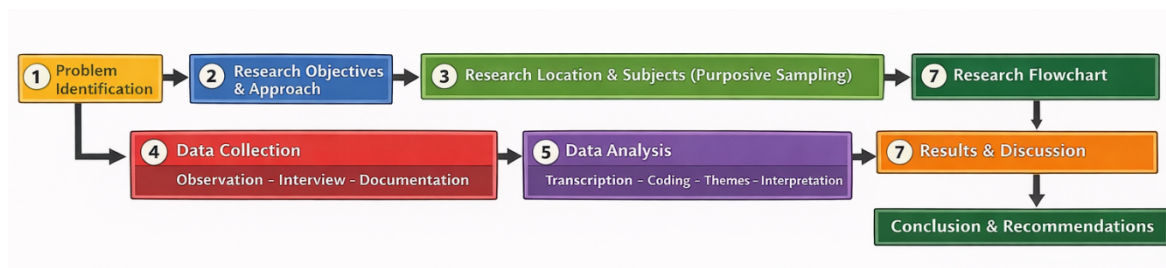 1 Problem
Identification
2 Research Objectives
& Approach
3 Research Location & Subjects (Purposive Sampling)
7 Research Flowchart
4 Data Collection
Observation - Interview - Documentation
5 Data Analysis
Transcription - Coding - Themes - Interpretation
7 Results & Discussion
Conclusion & Recommendations